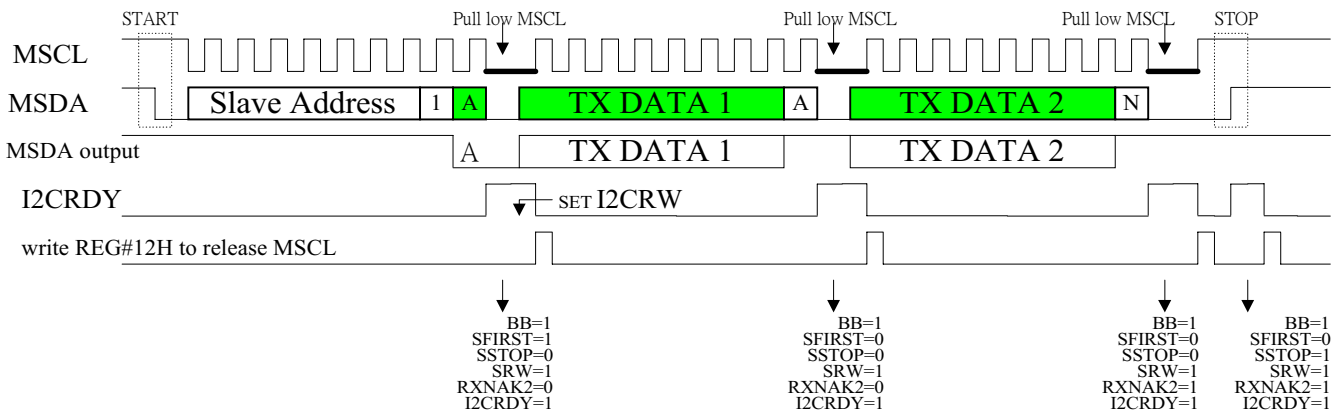 START Pull low MSCL Pull low MSCL Pull low MSCL STOP
MSCL
MSDA Slave Address 1 A TX DATA 1 A TX DATA 2 N
MSDA output A TX DATA 1 TX DATA 2
I2CRDY SET I2CRW
write REG#12H to release MSCL
BB=1 BB=1 BB=1 BB=1
SFIRST=1 SFIRST=0 SFIRST=0 SFIRST=0
SSTOP=0 SSTOP=0 SSTOP=0 SSTOP=1
SRW=1 SRW=1 SRW=1 SRW=1
RXNAK2=0 RXNAK2=0 RXNAK2=1 RXNAK2=1
I2CRDY=1 I2CRDY=1 I2CRDY=1 I2CRDY=1